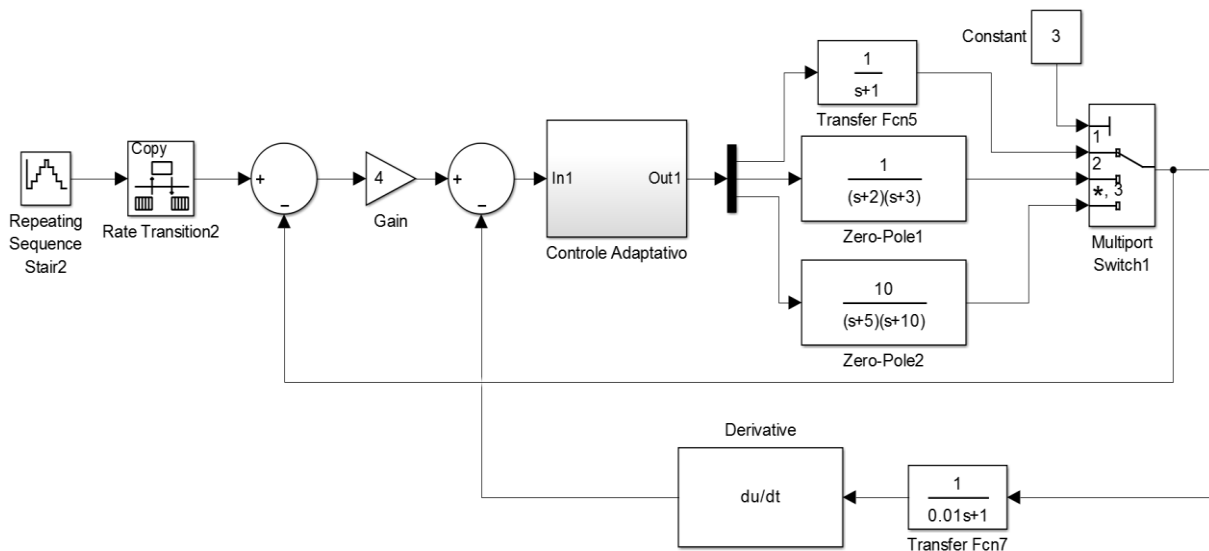 Constant
3
1
s+1
Transfer Fcn5
1
2
*, 3
Multiport
Switch1
Copy
Repeating
Sequence
Stair2
Rate Transition2
+
−
4
Gain
+
−
In1
Out1
Controle Adaptativo
1
(s+2)(s+3)
Zero-Pole1
10
(s+5)(s+10)
Zero-Pole2
Derivative
du/dt
1
0.01s+1
Transfer Fcn7